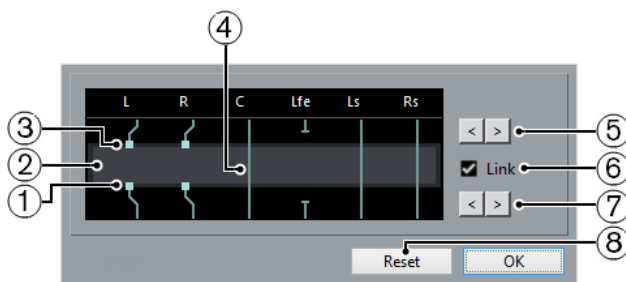 ④
L R C Lfe Ls Rs
③ < > ⑤
② Link ⑥
① < > ⑦
⑧
Reset OK